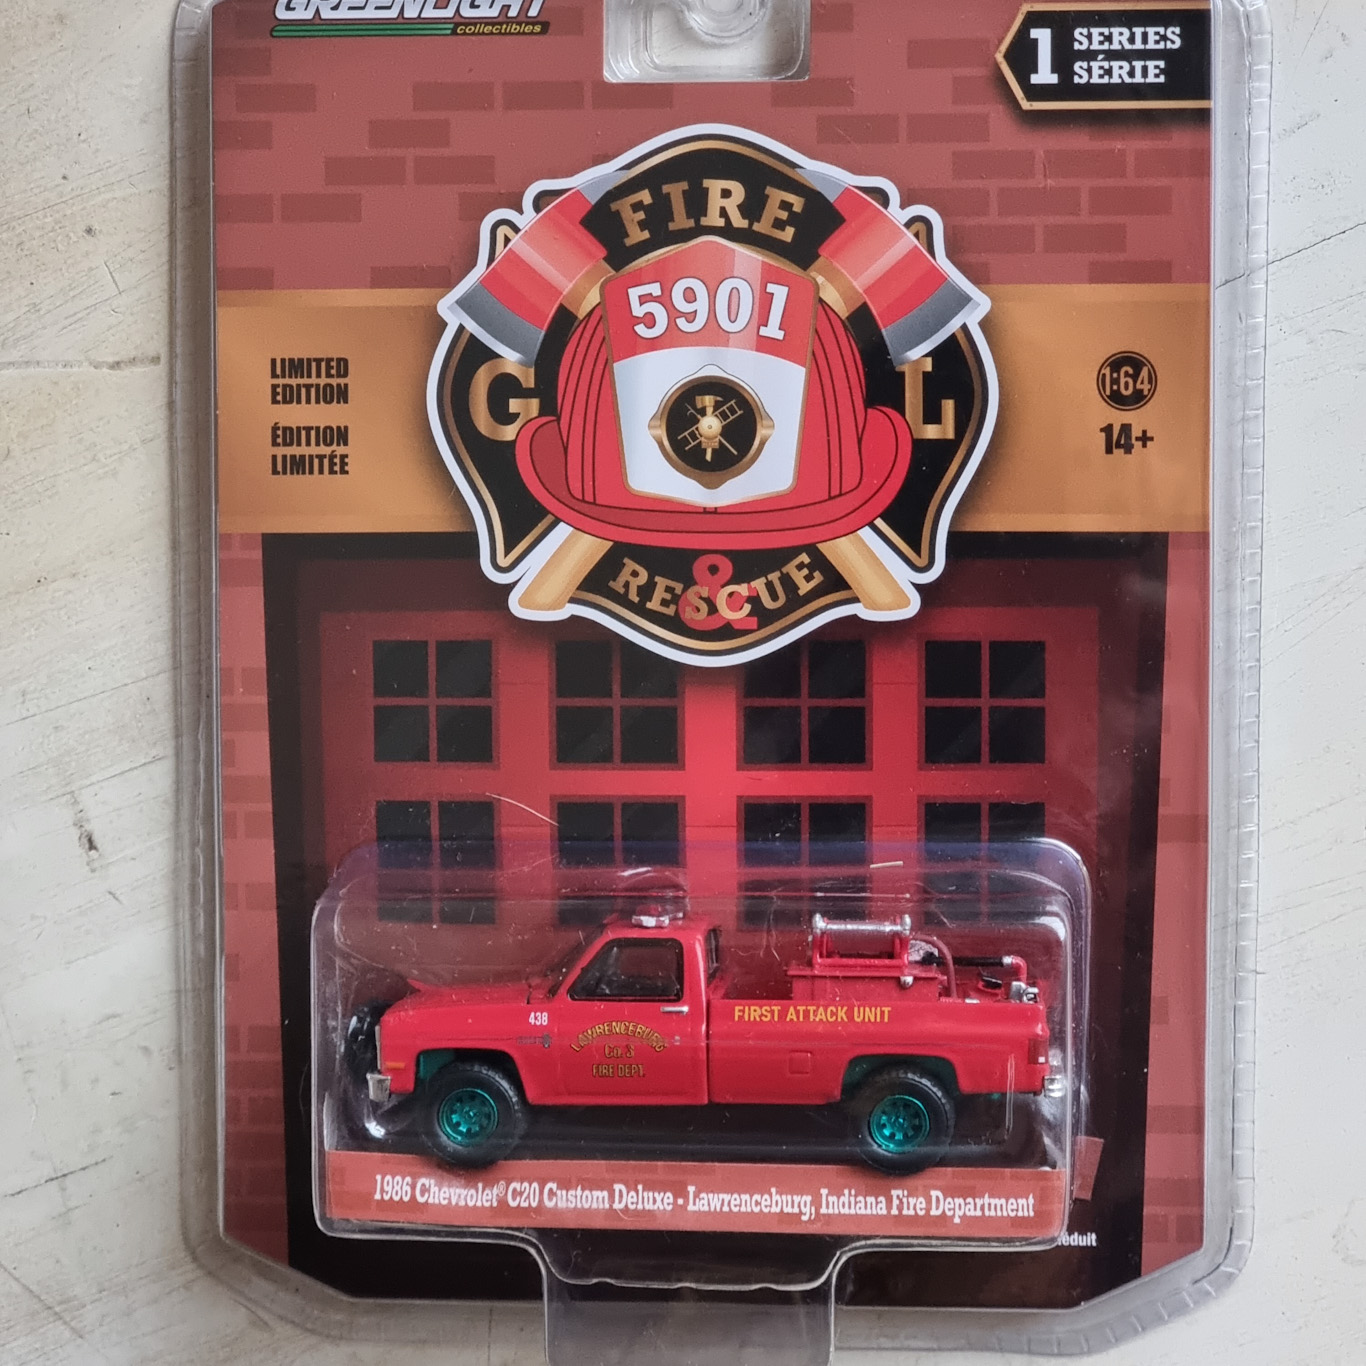 GREENLIGHT
collectibles
1 SERIES
SÉRIE
FIRE
5901
G L
LIMITED
EDITION
ÉDITION
LIMITÉE
1:64
14+
&
RESCUE
438
LAWRENCEBURG
Co. 3
FIRE DEPT.
FIRST ATTACK UNIT
1986 Chevrolet® C20 Custom Deluxe - Lawrenceburg, Indiana Fire Department